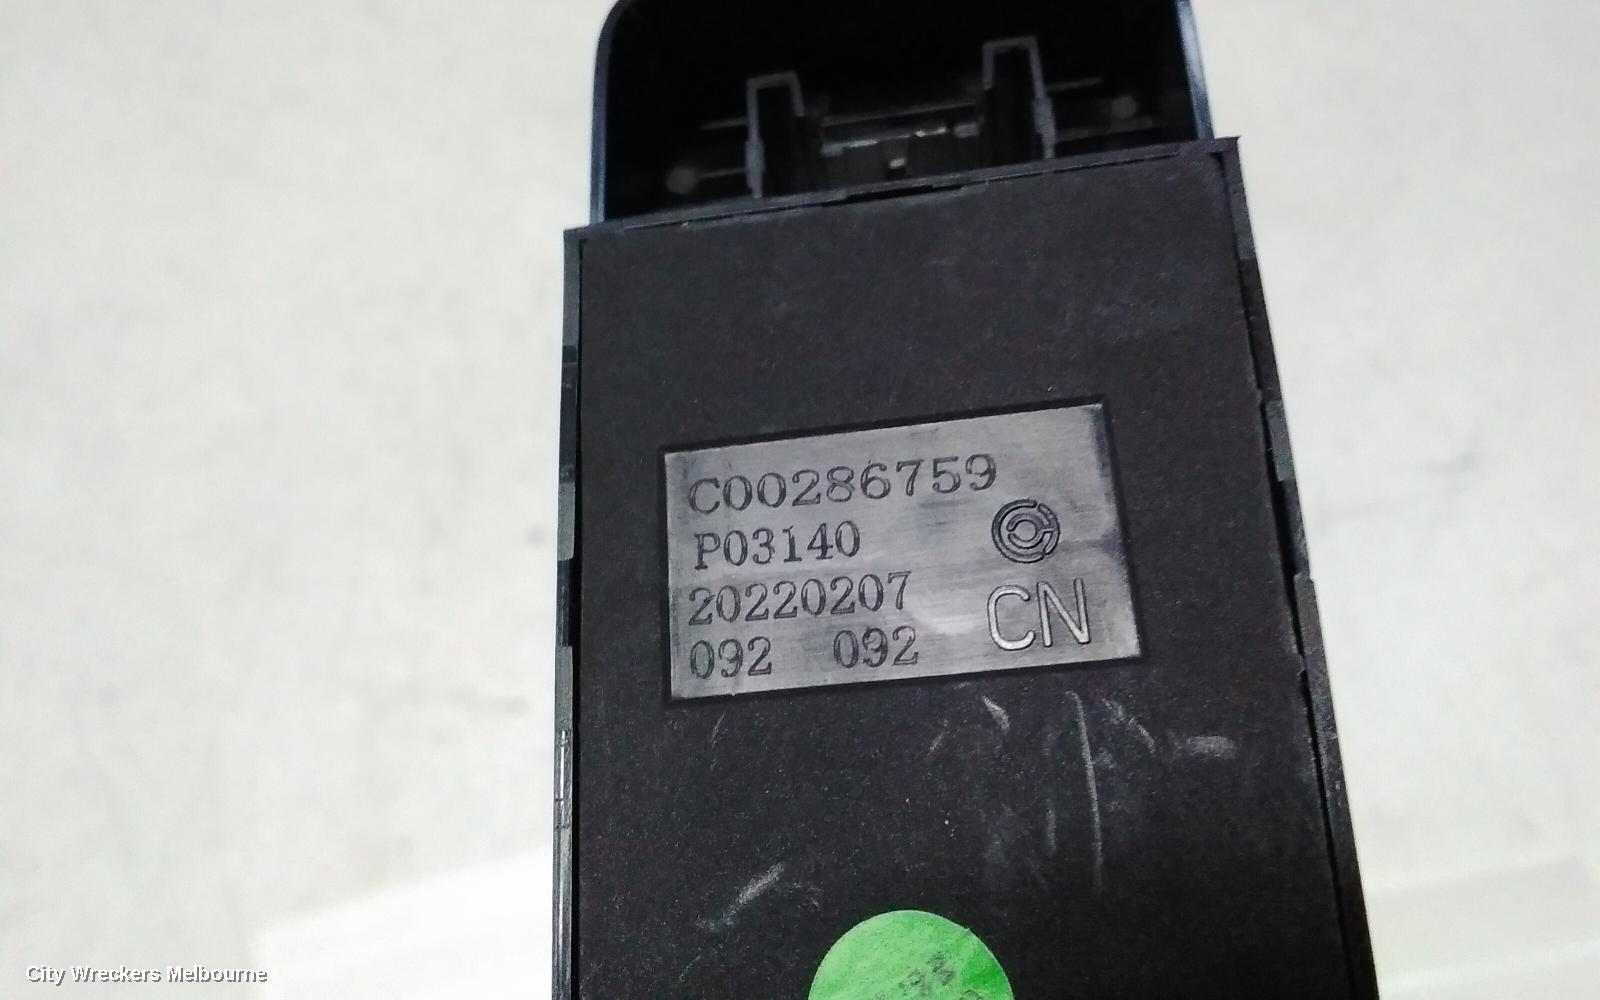 C00286759
P03140
20220207
092 092
CN
City Wreckers Melbourne